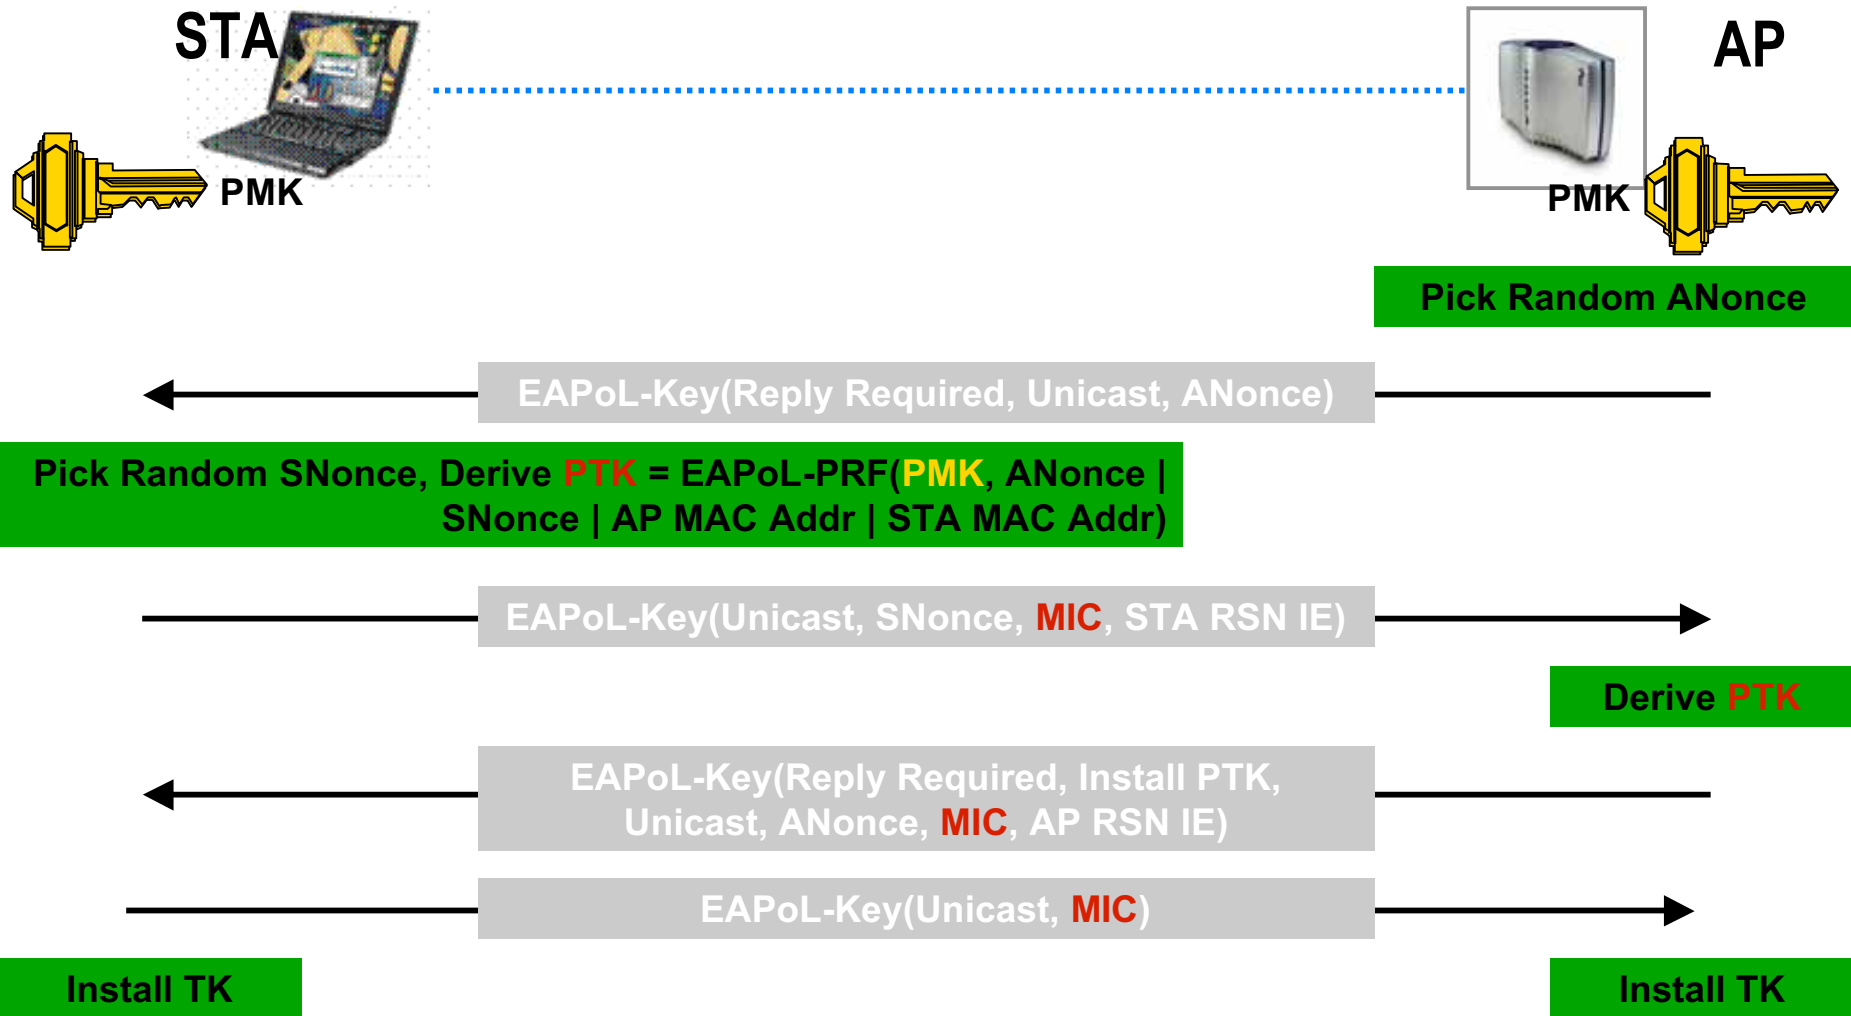 STA
AP
PMK
PMK
Pick Random ANonce
EAPoL-Key(Reply Required, Unicast, ANonce)
Pick Random SNonce, Derive PTK = EAPoL-PRF(PMK, ANonce |
SNonce | AP MAC Addr | STA MAC Addr)
EAPoL-Key(Unicast, SNonce, MIC, STA RSN IE)
Derive PTK
EAPoL-Key(Reply Required, Install PTK,
Unicast, ANonce, MIC, AP RSN IE)
EAPoL-Key(Unicast, MIC)
Install TK
Install TK